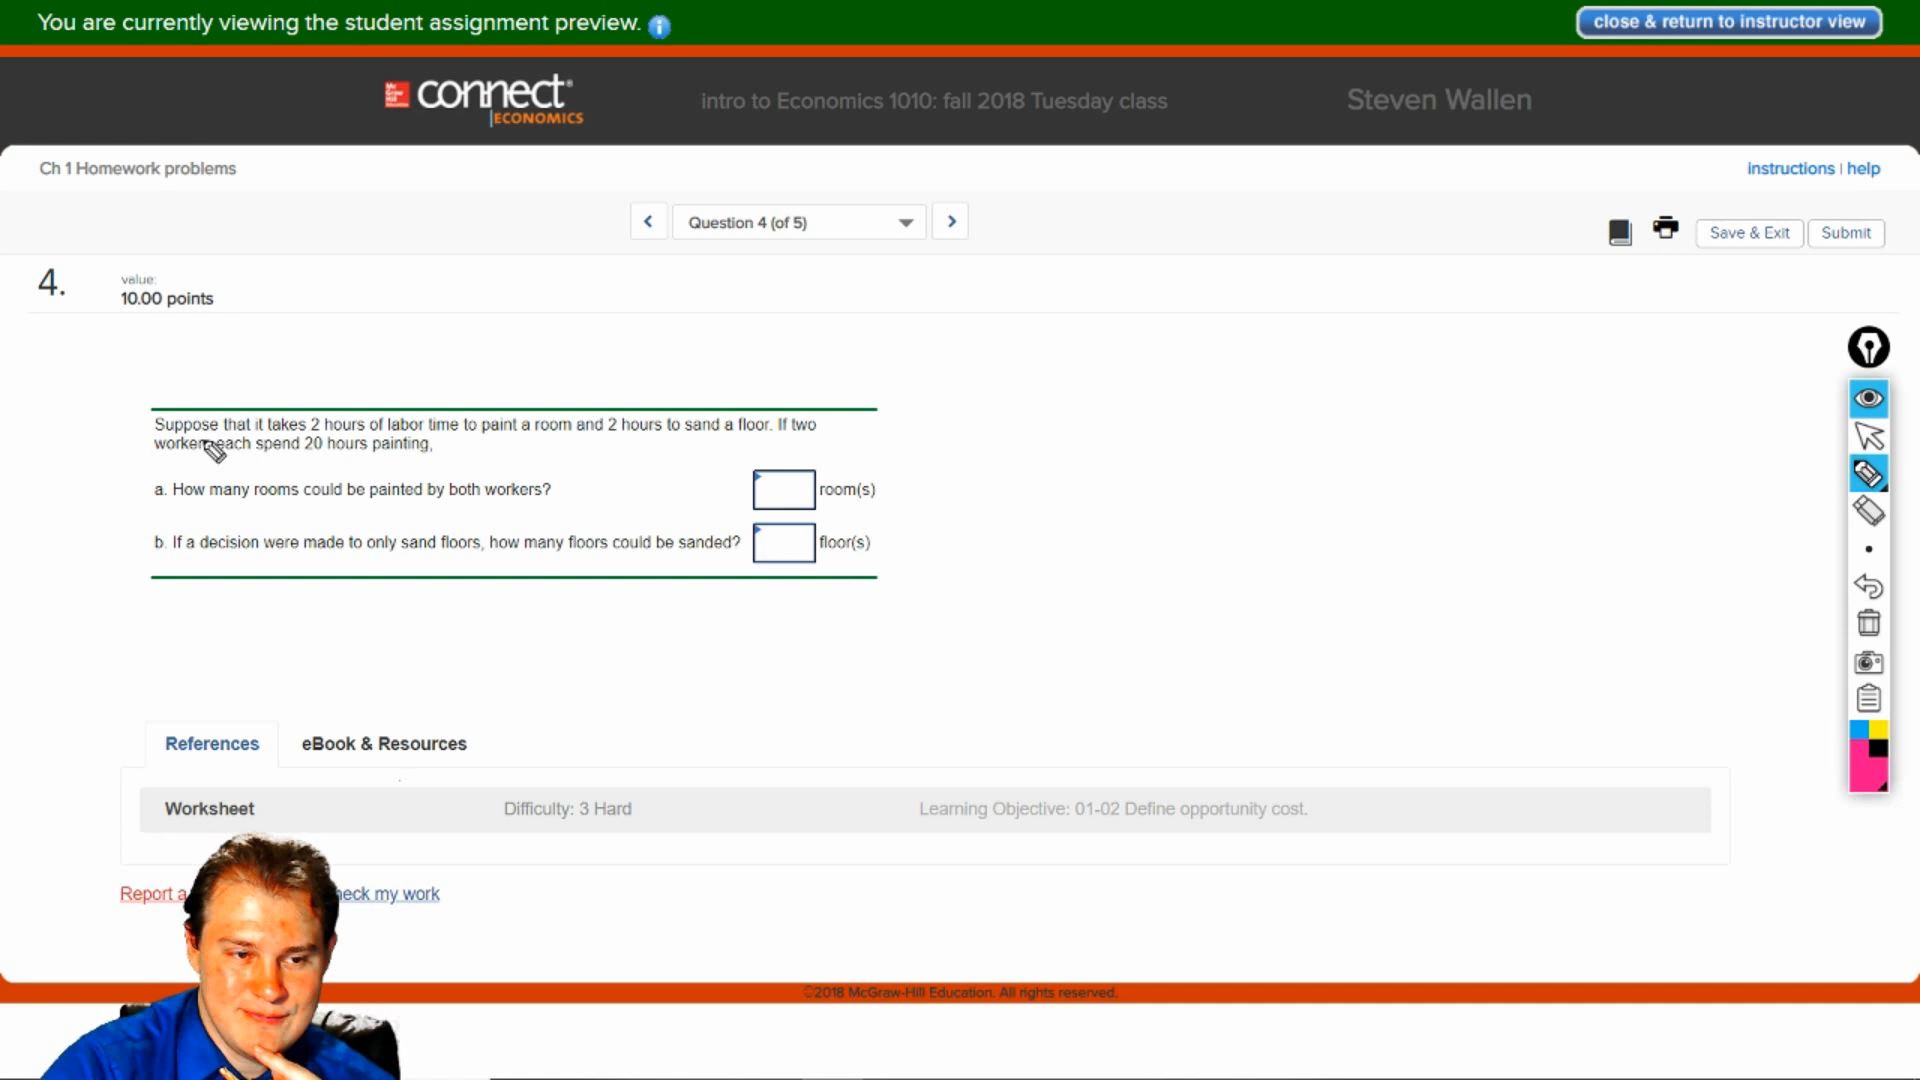 You are currently viewing the student assignment preview.
close & return to instructor view
Mc Graw Hill Education
connect
ECONOMICS
intro to Economics 1010: fall 2018 Tuesday class
Steven Wallen
Ch 1 Homework problems
instructions | help
Question 4 (of 5)
Save & Exit
Submit
4.
value:
10.00 points
Suppose that it takes 2 hours of labor time to paint a room and 2 hours to sand a floor. If two
workers each spend 20 hours painting,
a. How many rooms could be painted by both workers?
room(s)
b. If a decision were made to only sand floors, how many floors could be sanded?
floor(s)
References
eBook & Resources
Worksheet
Difficulty: 3 Hard
Learning Objective: 01-02 Define opportunity cost.
Report a
heck my work
©2018 McGraw-Hill Education. All rights reserved.